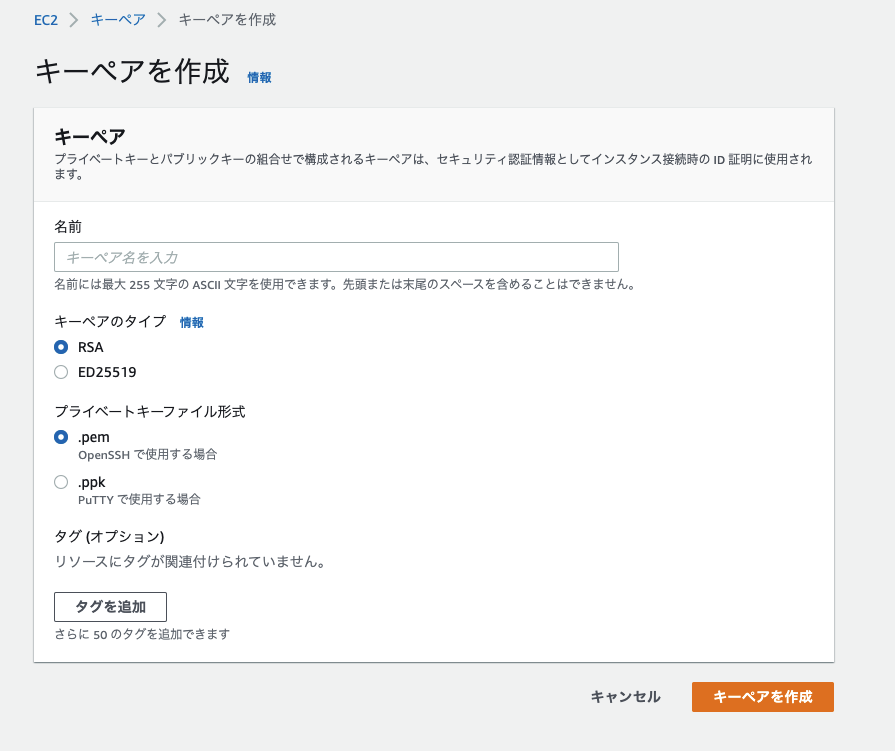 EC2 > キーペア > キーペアを作成
キーペアを作成 情報
キーペア
プライベートキーとパブリックキーの組合せで構成されるキーペアは、セキュリティ認証情報としてインスタンス接続時の ID 証明に使用され
ます。
名前
キーペア名を入力
名前には最大 255 文字の ASCII 文字を使用できます。先頭または末尾のスペースを含めることはできません。
キーペアのタイプ 情報
RSA
ED25519
プライベートキーファイル形式
.pem
OpenSSH で使用する場合
.ppk
PuTTY で使用する場合
タグ (オプション)
リソースにタグが関連付けられていません。
タグを追加
さらに 50 のタグを追加できます
キャンセル キーペアを作成